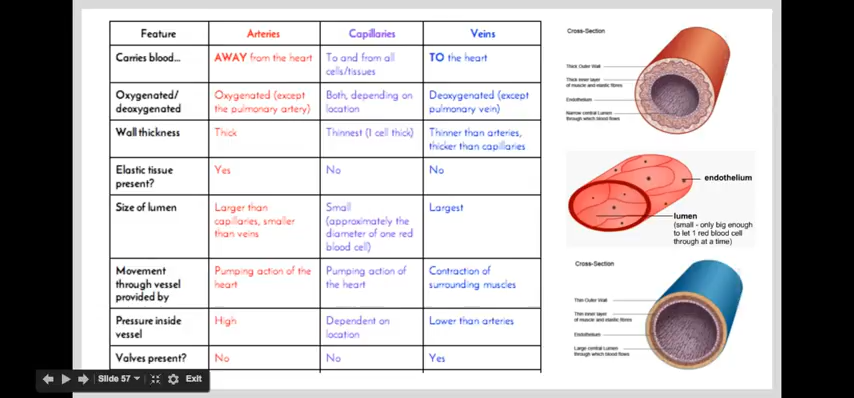 Feature Arteries Capillaries Veins
Carries blood... AWAY from the heart To and from all cells/tissues TO the heart
Oxygenated/ deoxygenated Oxygenated (except the pulmonary artery) Both, depending on location Deoxygenated (except pulmonary vein)
Wall thickness Thick Thinnest (1 cell thick) Thinner than arteries, thicker than capillaries
Elastic tissue present? Yes No No
Size of lumen Larger than capillaries, smaller than veins Small (approximately the diameter of one red blood cell) Largest
Movement through vessel provided by Pumping action of the heart Pumping action of the heart Contraction of surrounding muscles
Pressure inside vessel High Dependent on location Lower than arteries
Valves present? No No Yes
Cross-Section
Thick Outer Wall
Thick inner layer
of muscle and elastic fibres
Endothelium
Narrow central Lumen
through which blood flows
endothelium
lumen
(small - only big enough
to let 1 red blood cell
through at a time)
Cross-Section
Thin Outer Wall
Thin inner layer
of muscle and elastic fibres
Endothelium
Large central Lumen
through which blood flows
Slide 57 Exit